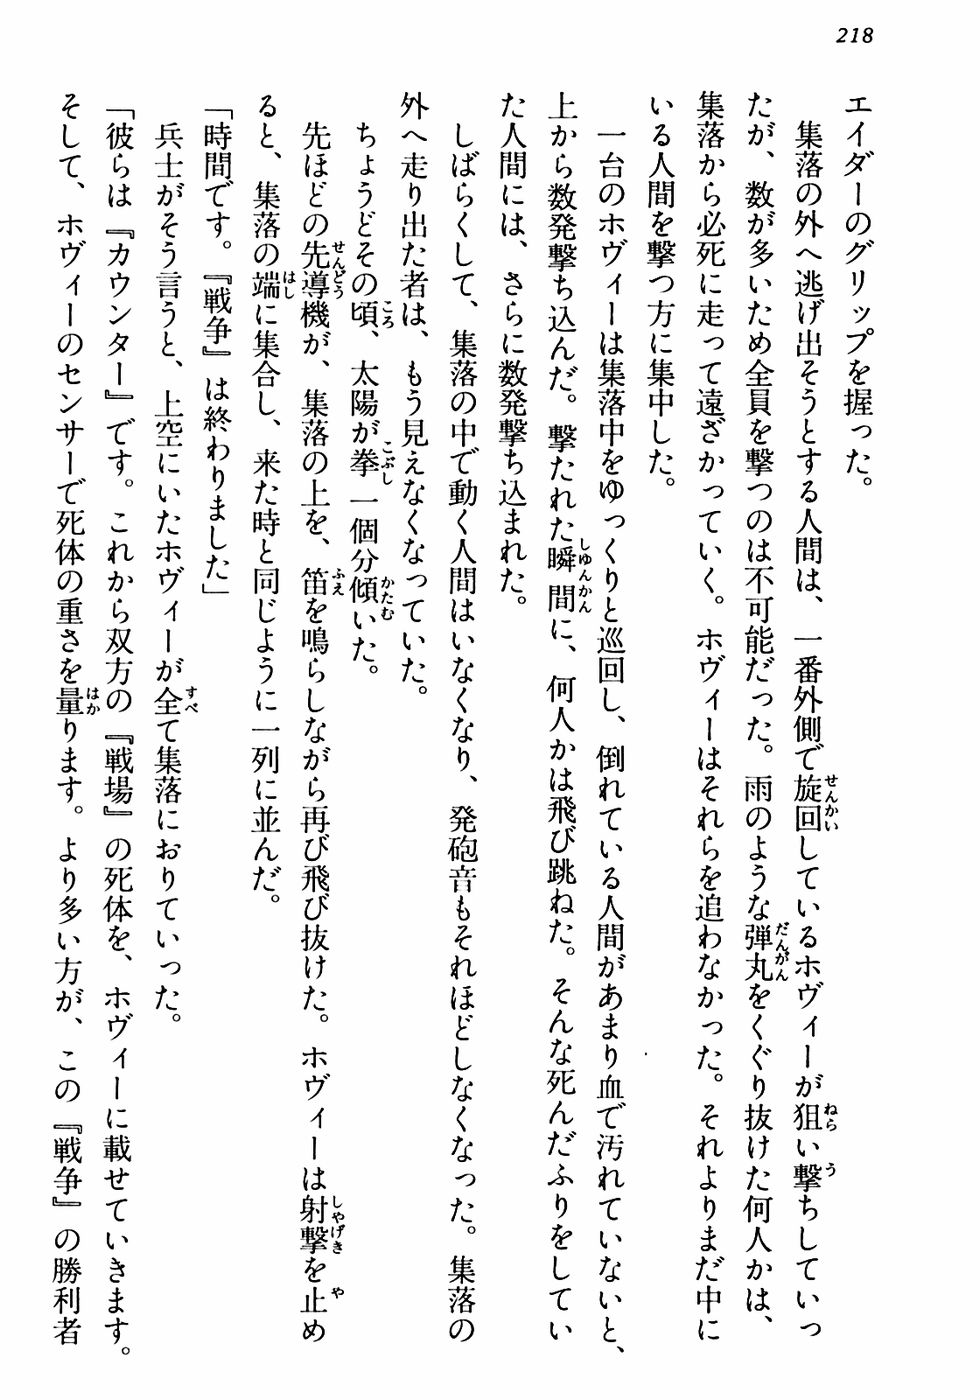 218
エイダーのグリップを握った。
集落の外へ逃げ出そうとする人間は、一番外側で旋回しているホヴィーが狙い撃ちしていっ
たが、数が多いため全員を撃つのは不可能だった。雨のような弾丸をくぐり抜けた何人かは、
集落から必死に走って遠ざかっていく。ホヴィーはそれらを追わなかった。それよりまだ中に
いる人間を撃つ方に集中した。
一台のホヴィーは集落中をゆっくりと巡回し、倒れている人間があまり血で汚れていないと、
上から数発撃ち込んだ。撃たれた瞬間に、何人かは飛び跳ねた。そんな死んだふりをしてい
た人間には、さらに数発撃ち込まれた。
しばらくして、集落の中で動く人間はいなくなり、発砲音もそれほどしなくなった。集落の
外へ走り出た者は、もう見えなくなっていた。
ちょうどその頃、太陽が拳一個分傾いた。
先ほどの先導機が、集落の上を、笛を鳴らしながら再び飛び抜けた。ホヴィーは射撃を止め
ると、集落の端に集合し、来た時と同じように一列に並んだ。
「時間です。『戦争』は終わりました」
兵士がそう言うと、上空にいたホヴィーが全て集落におりていった。
「彼らは『カウンター』です。これから双方の『戦場』の死体を、ホヴィーに載せていきます。
そして、ホヴィーのセンサーで死体の重さを量ります。より多い方が、この『戦争』の勝利者